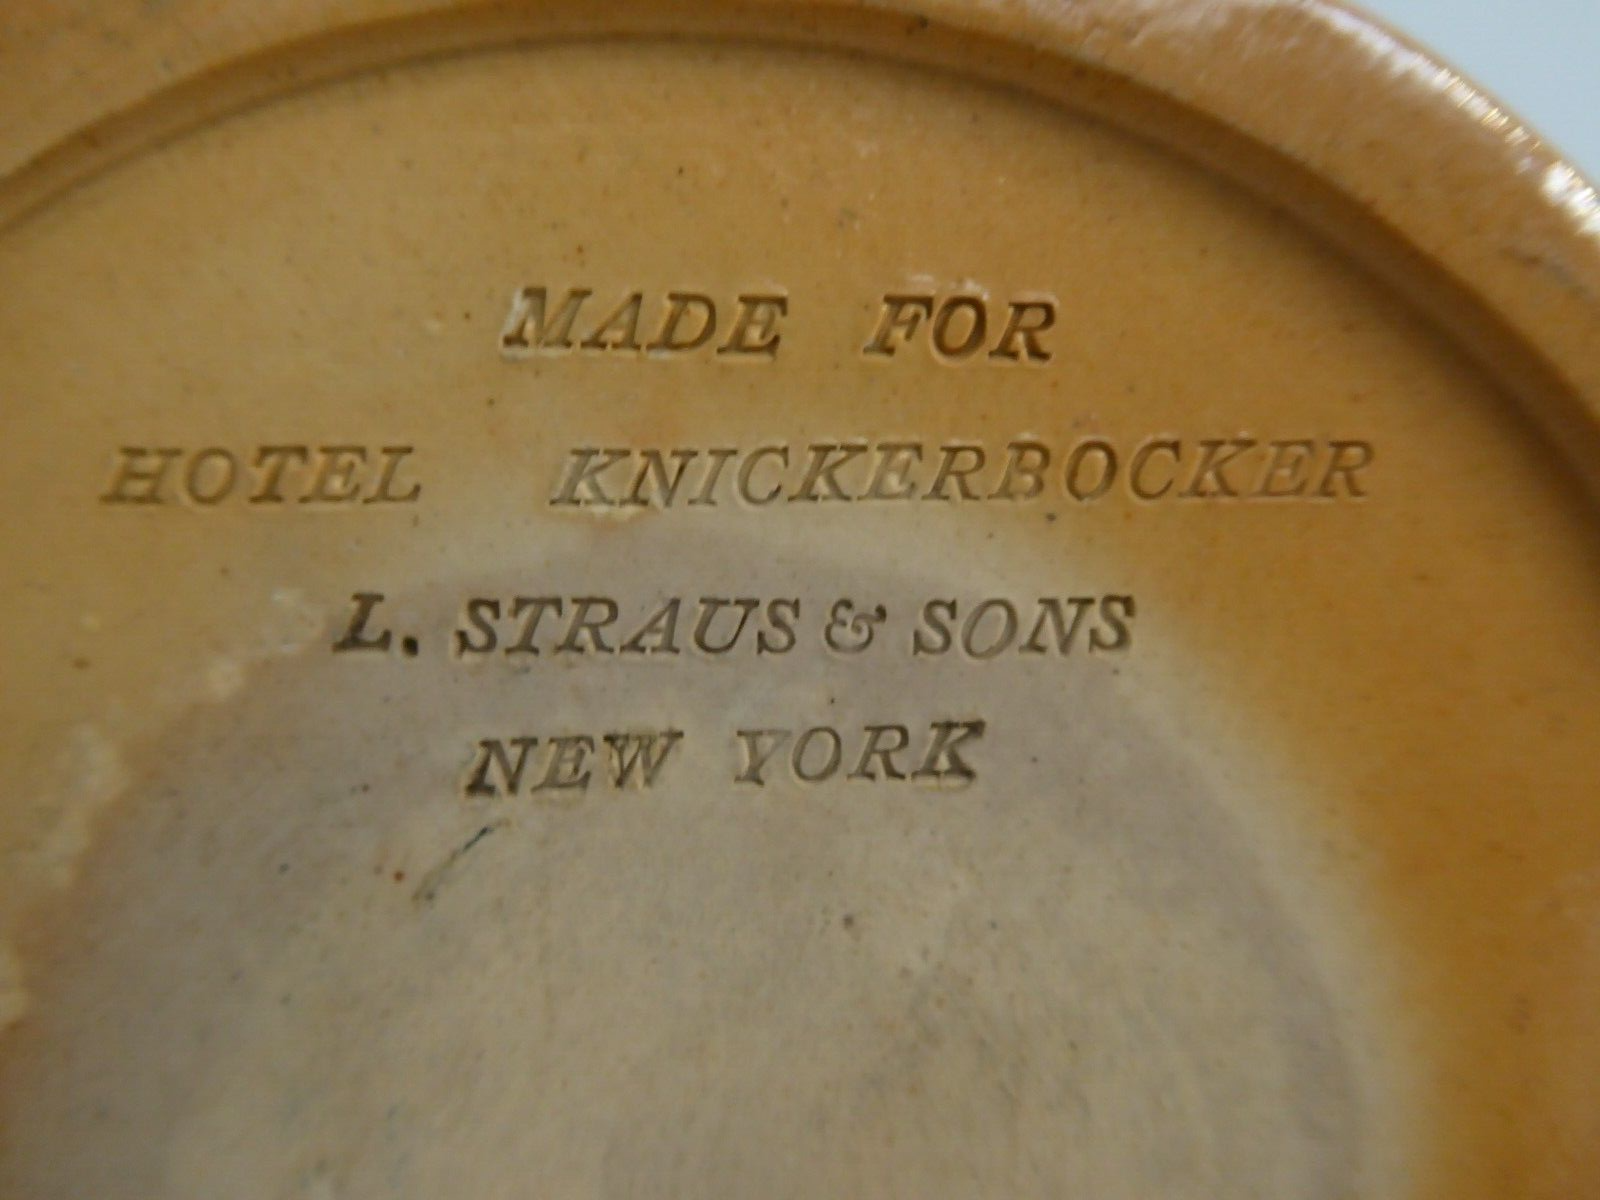 MADE FOR
HOTEL KNICKERBOCKER
L. STRAUS & SONS
NEW YORK